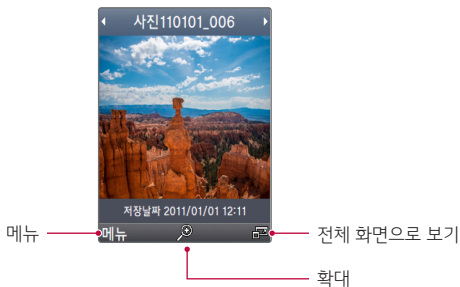 사진110101_006
저장날짜 2011/01/01 12:11
메뉴
메뉴
전체 화면으로 보기
확대